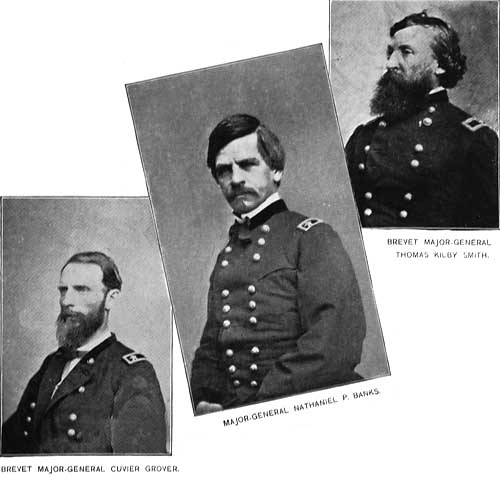 BREVET MAJOR-GENERAL
THOMAS KILBY SMITH.
MAJOR-GENERAL NATHANIEL P. BANKS.
BREVET MAJOR-GENERAL CUVIER GROVER.